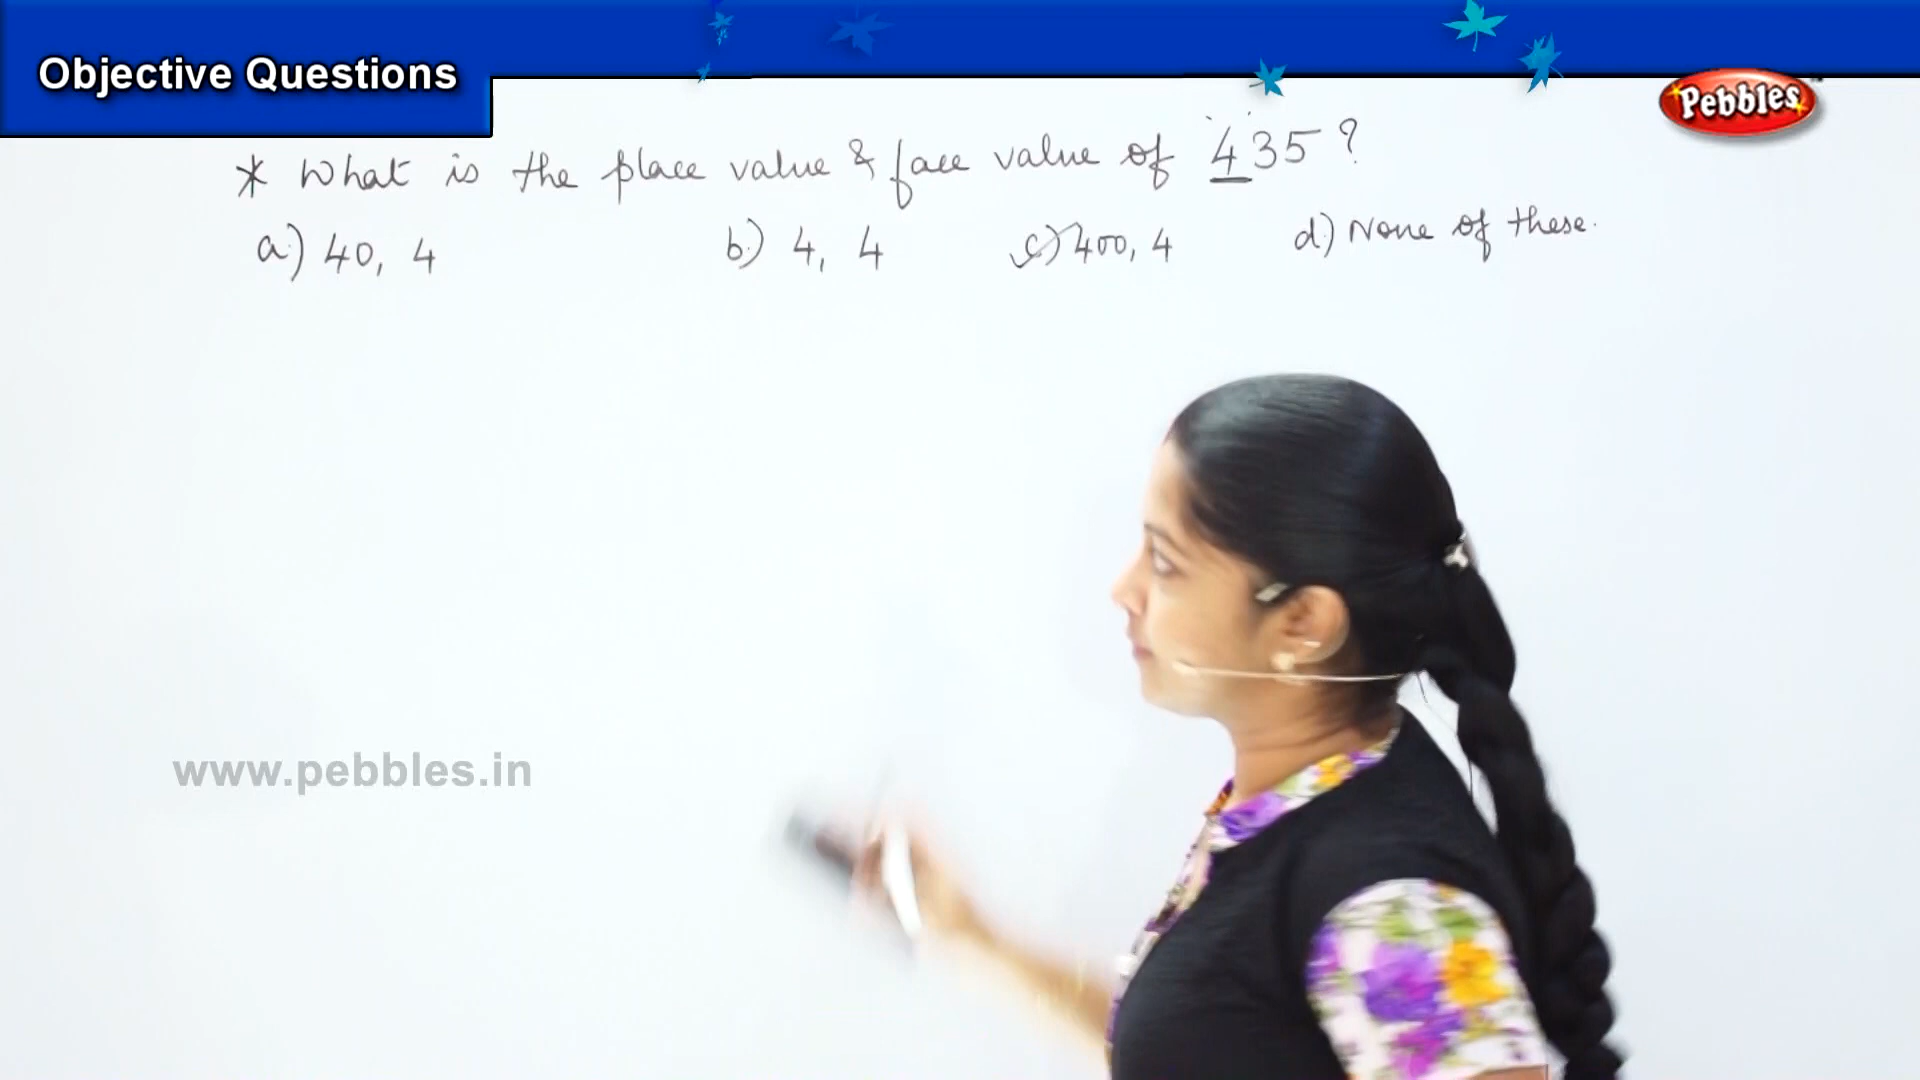 Objective Questions
Pebbles
* What is the place value & face value of 435?
a) 40, 4 b) 4, 4 c) 400, 4 d) None of these.
www.pebbles.in